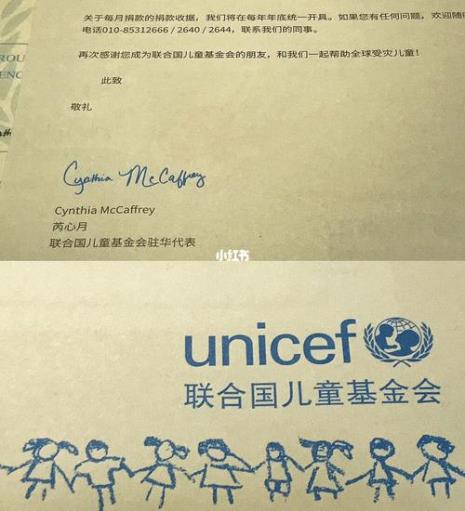 关于每月捐款的捐款收据，我们将在每年年底统一开具。如果您有任何问题，欢迎随
电话010-85312666 / 2640 / 2644，联系我们的同事。
再次感谢您成为联合国儿童基金会的朋友，和我们一起帮助全球受灾儿童！
此致
敬礼
Cynthia McCaffrey
Cynthia McCaffrey
芮心月
联合国儿童基金会驻华代表
小红书
unicef
联合国儿童基金会